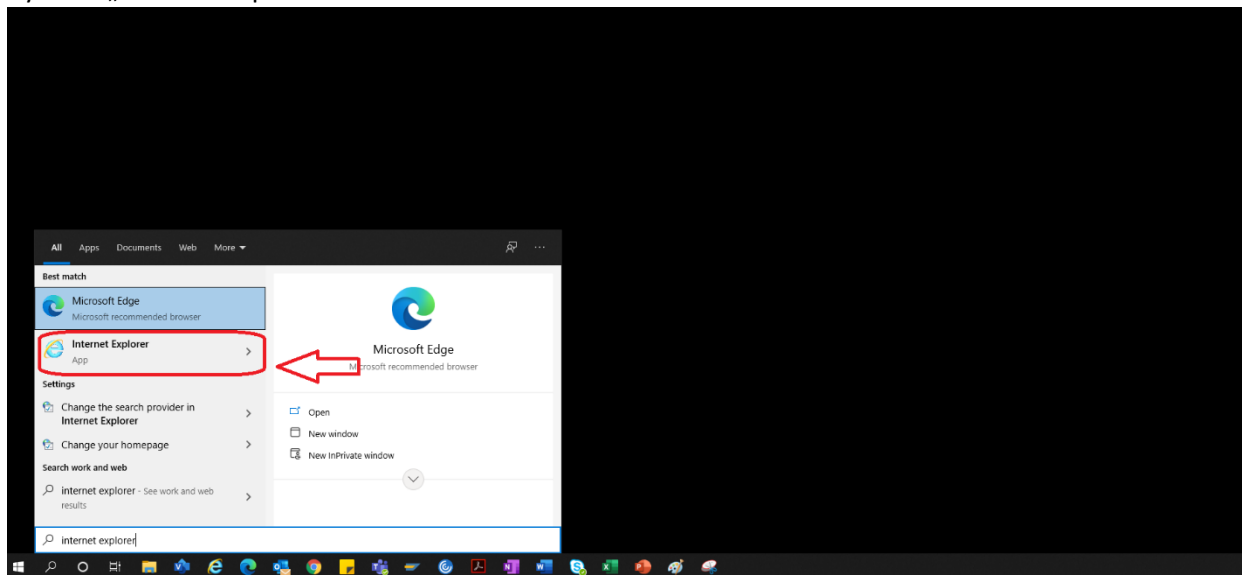 All Apps Documents Web More
Best match
Microsoft Edge
Microsoft recommended browser
Internet Explorer
App
Settings
Change the search provider in
Internet Explorer
Change your homepage
Search work and web
internet explorer - See work and web
results
internet explorer
Microsoft Edge
Microsoft recommended browser
Open
New window
New InPrivate window